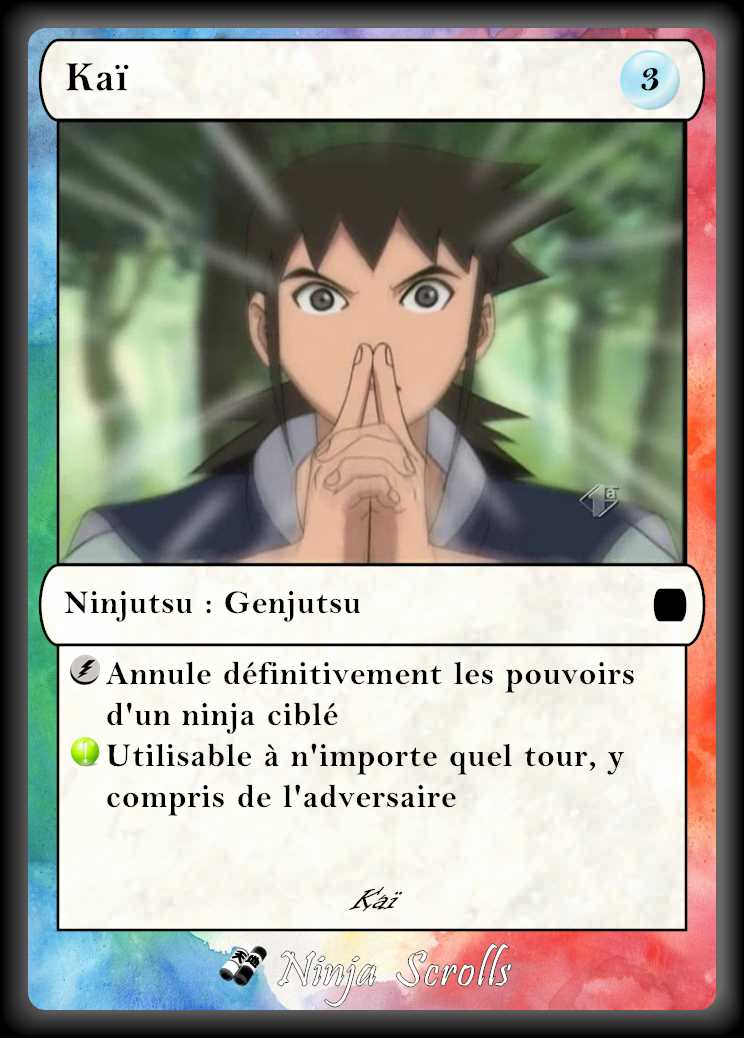 Kaï
3
Ninjutsu : Genjutsu
Annule définitivement les pouvoirs
d'un ninja ciblé
Utilisable à n'importe quel tour, y
compris de l'adversaire
Kaï
Ninja Scrolls